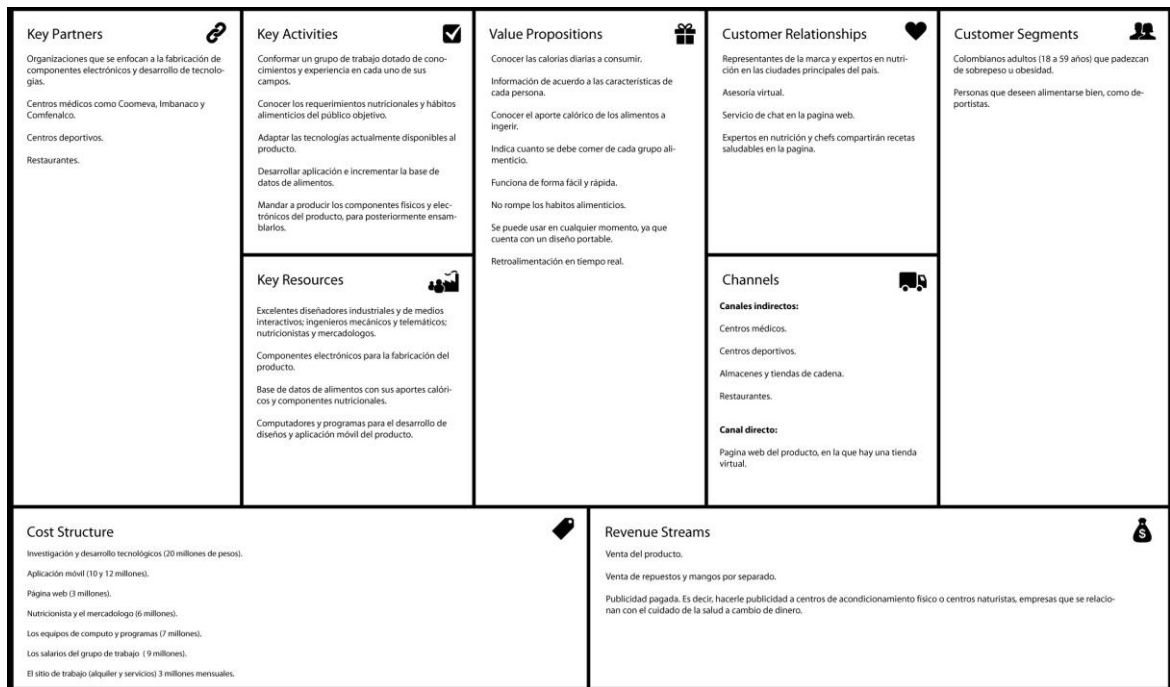 Key Partners
Organizaciones que se enfocan a la fabricación de
componentes electrónicos y desarrollo de tecnolo-
gías.
Centros médicos como Coomeva, Imbanaco y
Comfenalco.
Centros deportivos.
Restaurantes.
Key Activities
Conformar un grupo de trabajo dotado de cono-
cimientos y experiencia en cada uno de sus
campos.
Conocer los requerimientos nutricionales y hábitos
alimenticios del público objetivo.
Adaptar las tecnologías actualmente disponibles al
producto.
Desarrollar aplicación e incrementar la base de
datos de alimentos.
Mandar a producir los componentes físicos y elec-
trónicos del producto, para posteriormente ensam-
blarlos.
Key Resources
Excelentes diseñadores industriales y de medios
interactivos; ingenieros mecánicos y telemáticos;
nutricionistas y mercadologos.
Componentes electrónicos para la fabricación del
producto.
Base de datos de alimentos con sus aportes calóri-
cos y componentes nutricionales.
Computadores y programas para el desarrollo de
diseños y aplicación móvil del producto.
Value Propositions
Conocer las calorias diarias a consumir.
Información de acuerdo a las características de
cada persona.
Conocer el aporte calórico de los alimentos a
ingerir.
Indica cuanto se debe comer de cada grupo ali-
menticio.
Funciona de forma fácil y rápida.
No rompe los habitos alimenticios.
Se puede usar en cualquier momento, ya que
cuenta con un diseño portable.
Retroalimentación en tiempo real.
Customer Relationships
Representantes de la marca y expertos en nutri-
ción en las ciudades principales del país.
Asesoría virtual.
Servicio de chat en la pagina web.
Expertos en nutrición y chefs compartirán recetas
saludables en la pagina.
Channels
Canales indirectos:
Centros médicos.
Centros deportivos.
Almacenes y tiendas de cadena.
Restaurantes.
Canal directo:
Pagina web del producto, en la que hay una tienda
virtual.
Customer Segments
Colombianos adultos (18 a 59 años) que padezcan
de sobrepeso u obesidad.
Personas que deseen alimentarse bien, como de-
portistas.
Cost Structure
Investigación y desarrollo tecnológicos (20 millones de pesos).
Aplicación móvil (10 y 12 millones).
Página web (3 millones).
Nutricionista y el mercadologo (6 millones).
Los equipos de computo y programas (7 millones).
Los salarios del grupo de trabajo ( 9 millones).
El sitio de trabajo (alquiler y servicios) 3 millones mensuales.
Revenue Streams
$
Venta del producto.
Venta de repuestos y mangos por separado.
Publicidad pagada. Es decir, hacerle publicidad a centros de acondicionamiento físico o centros naturistas, empresas que se relacio-
nan con el cuidado de la salud a cambio de dinero.